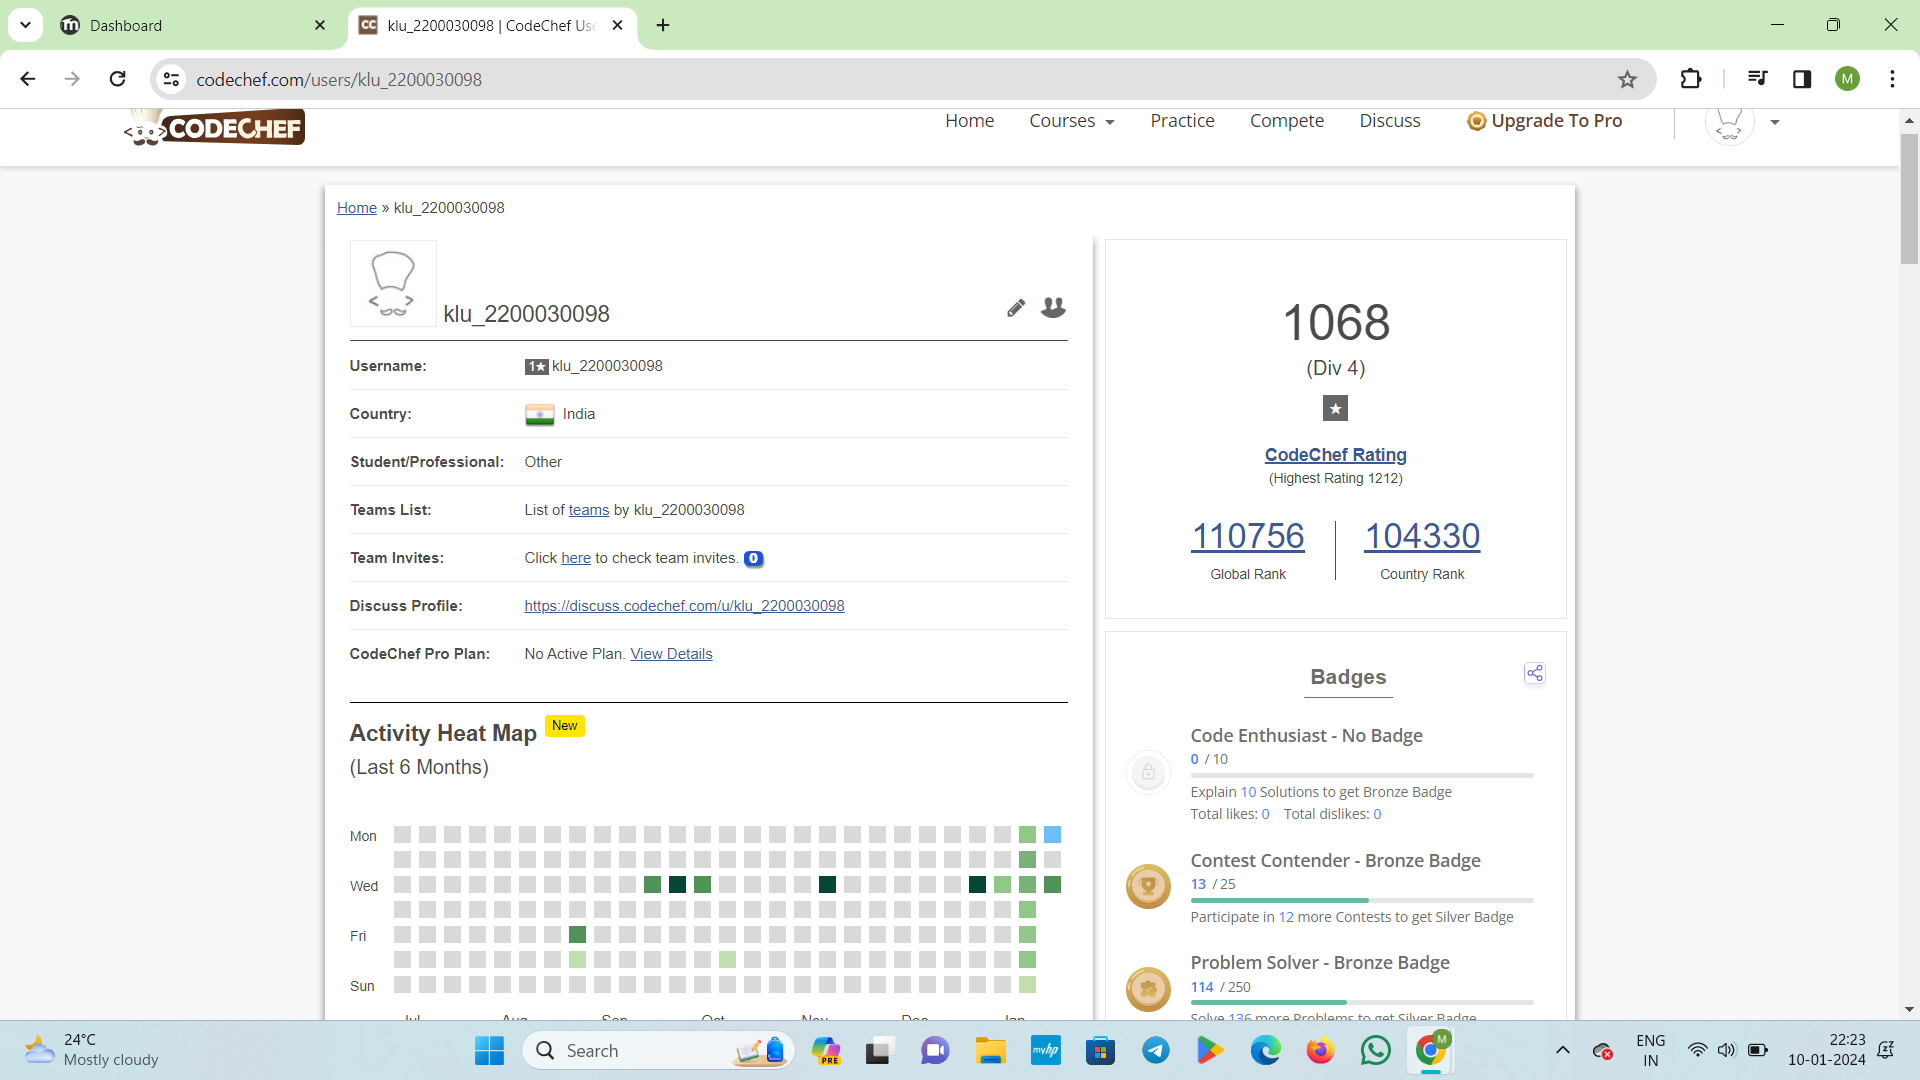 Dashboard
klu_2200030098 | CodeChef Use
codechef.com/users/klu_2200030098
M
CODECHEF
Home Courses Practice Compete Discuss Upgrade To Pro
Home » klu_2200030098
klu_2200030098
Username: 1★ klu_2200030098
Country: India
Student/Professional: Other
Teams List: List of teams by klu_2200030098
Team Invites: Click here to check team invites. 0
Discuss Profile: https://discuss.codechef.com/u/klu_2200030098
CodeChef Pro Plan: No Active Plan. View Details
Activity Heat Map New
(Last 6 Months)
Mon
Wed
Fri
Sun
Jul Aug Sep Oct Nov Dec Jan
1068
(Div 4)
★
CodeChef Rating
(Highest Rating 1212)
110756 104330
Global Rank Country Rank
Badges
Code Enthusiast - No Badge
0 / 10
Explain 10 Solutions to get Bronze Badge
Total likes: 0 Total dislikes: 0
Contest Contender - Bronze Badge
13 / 25
Participate in 12 more Contests to get Silver Badge
Problem Solver - Bronze Badge
114 / 250
Solve 136 more Problems to get Silver Badge
24°C
Mostly cloudy
Search
PRE
myhp
M
ENG
IN
22:23
10-01-2024